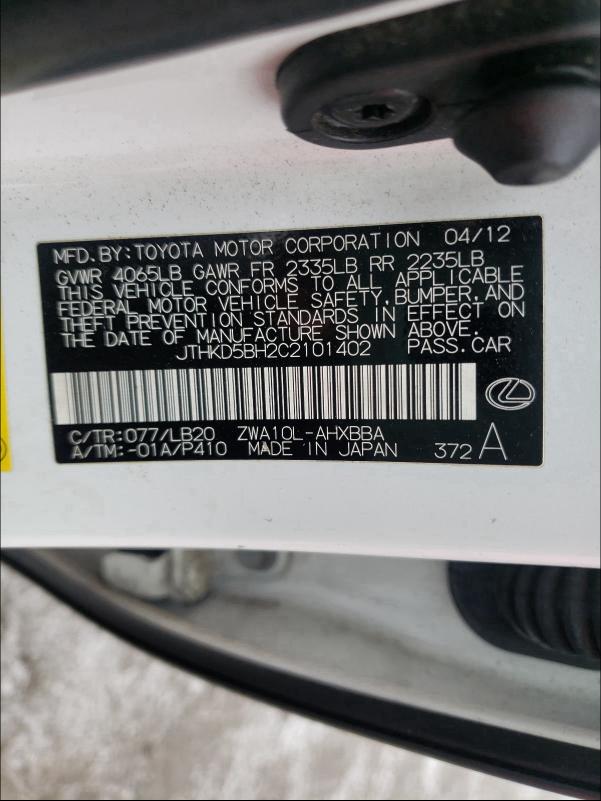 MFD.BY:TOYOTA MOTOR CORPORATION 04/12
GVWR 4065LB GAWR FR 2335LB RR 2235LB
THIS VEHICLE CONFORMS TO ALL APPLICABLE
FEDERAL MOTOR VEHICLE SAFETY,BUMPER,AND
THEFT PREVENTION STANDARDS IN EFFECT ON
THE DATE OF MANUFACTURE SHOWN ABOVE.
JTHKD5BH2C2101402 PASS.CAR
C/TR:077/LB20 ZWA10L-AHXBBA
A/TM:-01A/P410 MADE IN JAPAN 372 A